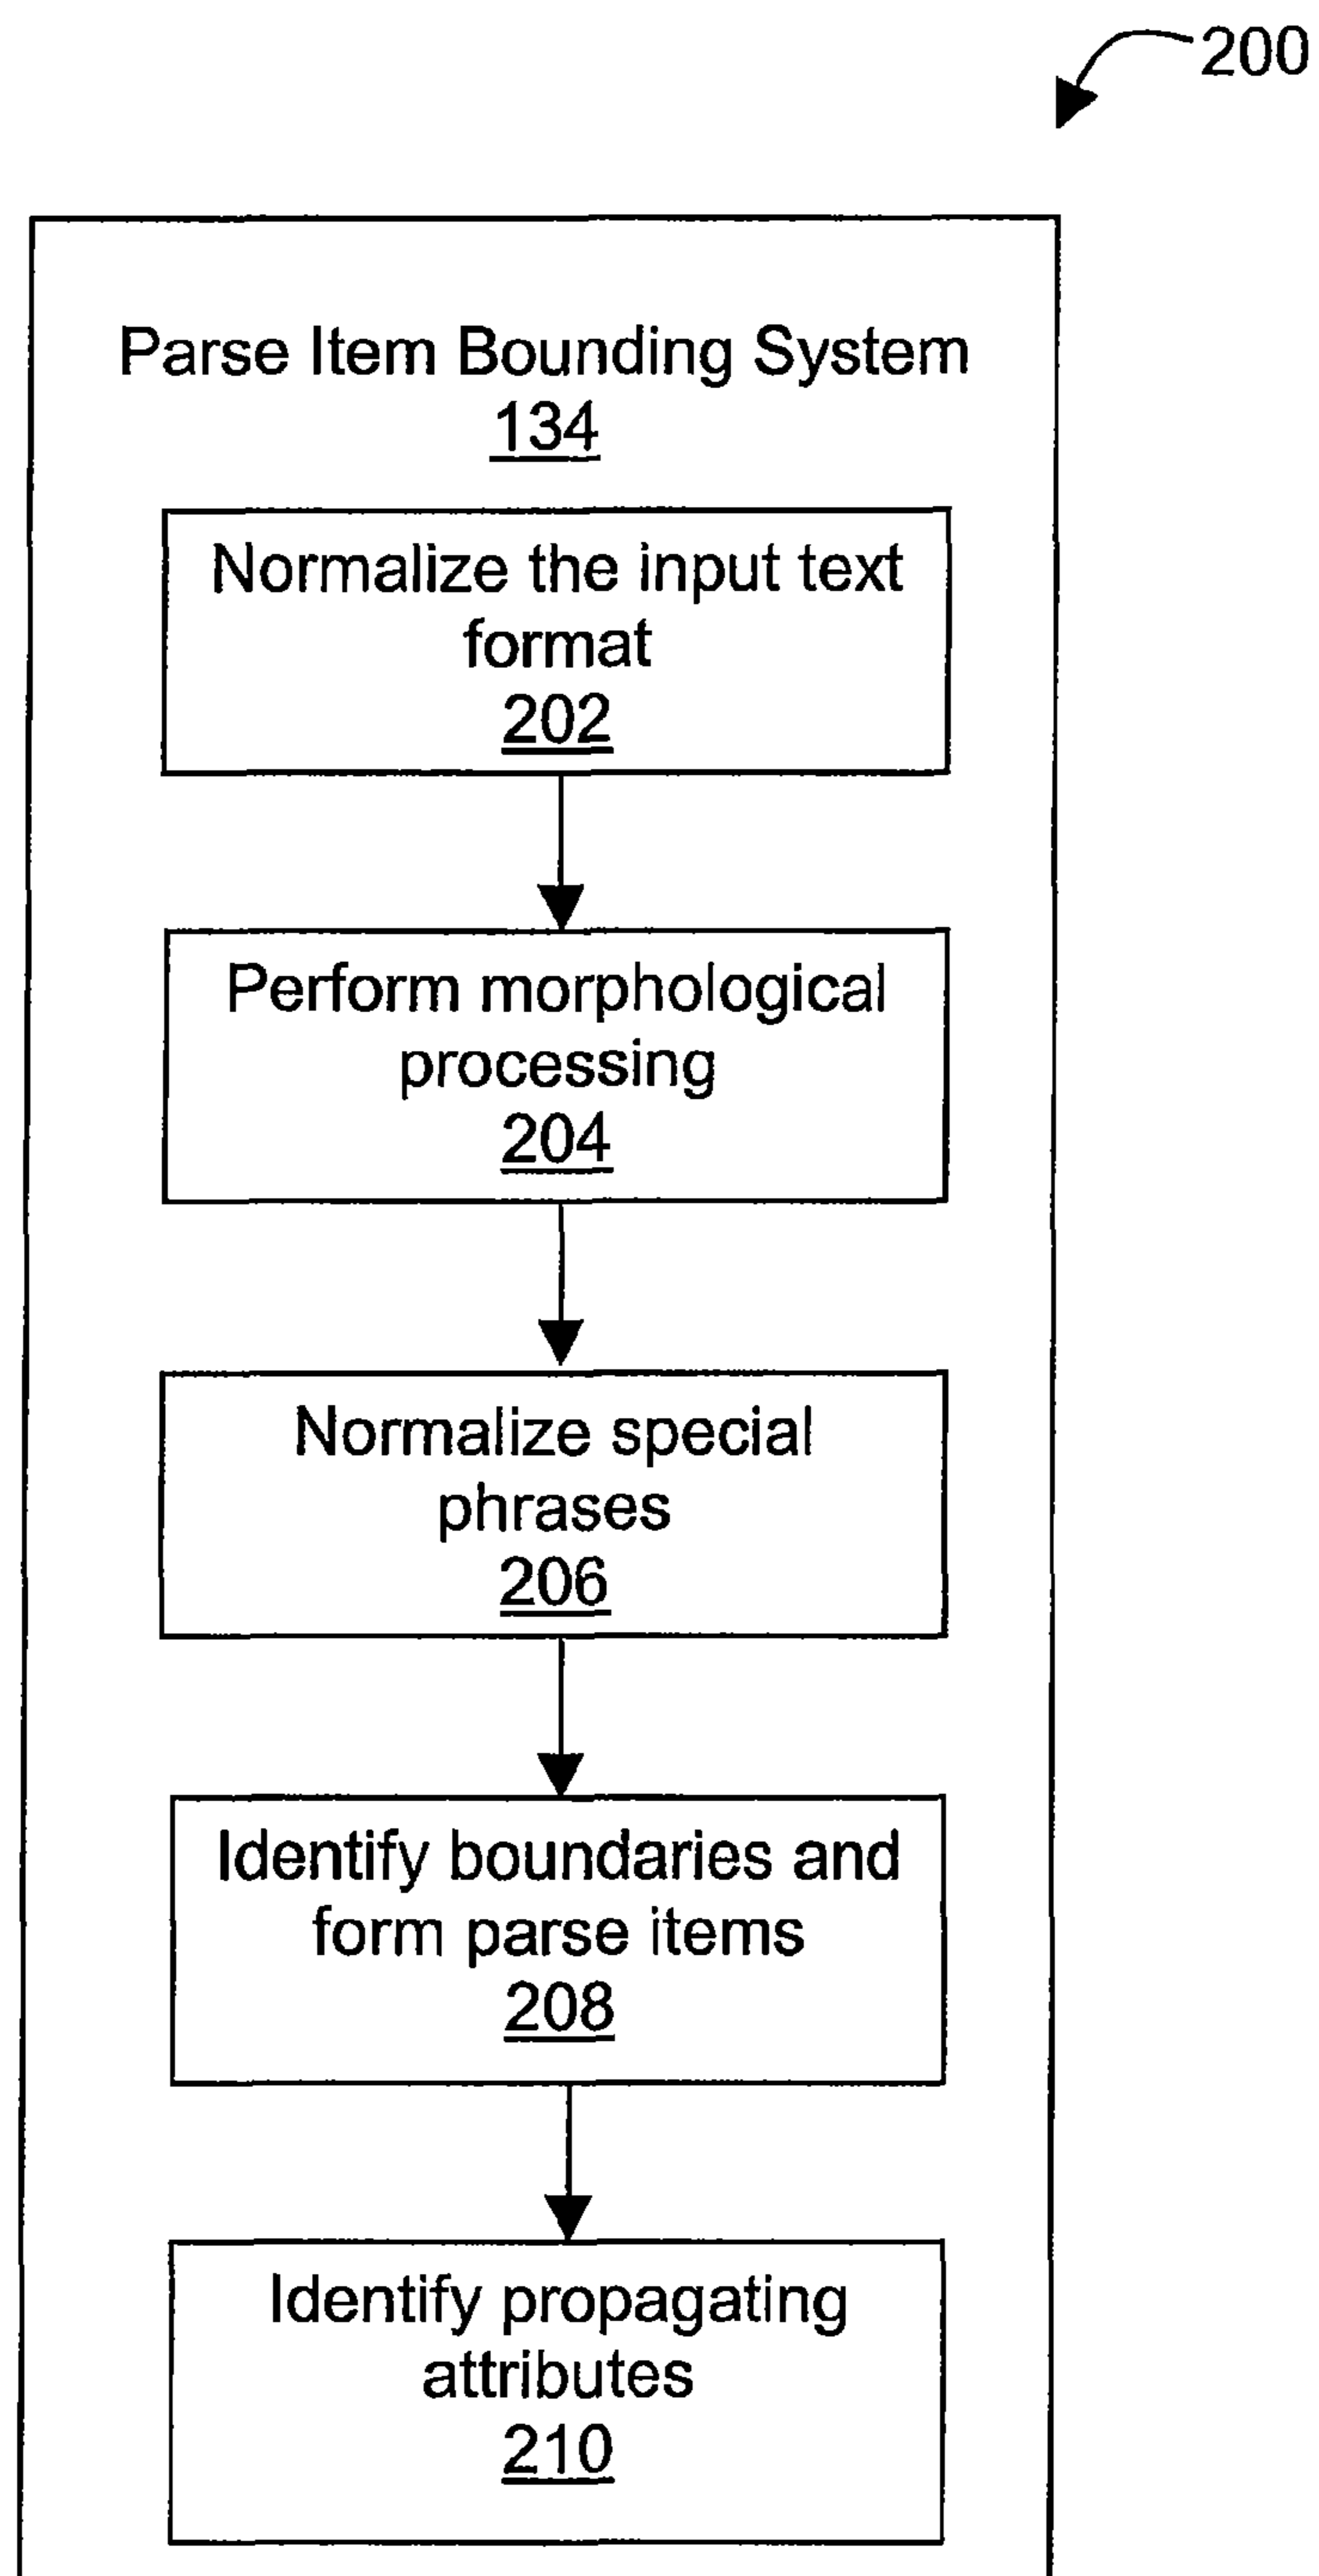 200
Parse Item Bounding System
134
Normalize the input text
format
202
Perform morphological
processing
204
Normalize special
phrases
206
Identify boundaries and
form parse items
208
Identify propagating
attributes
210